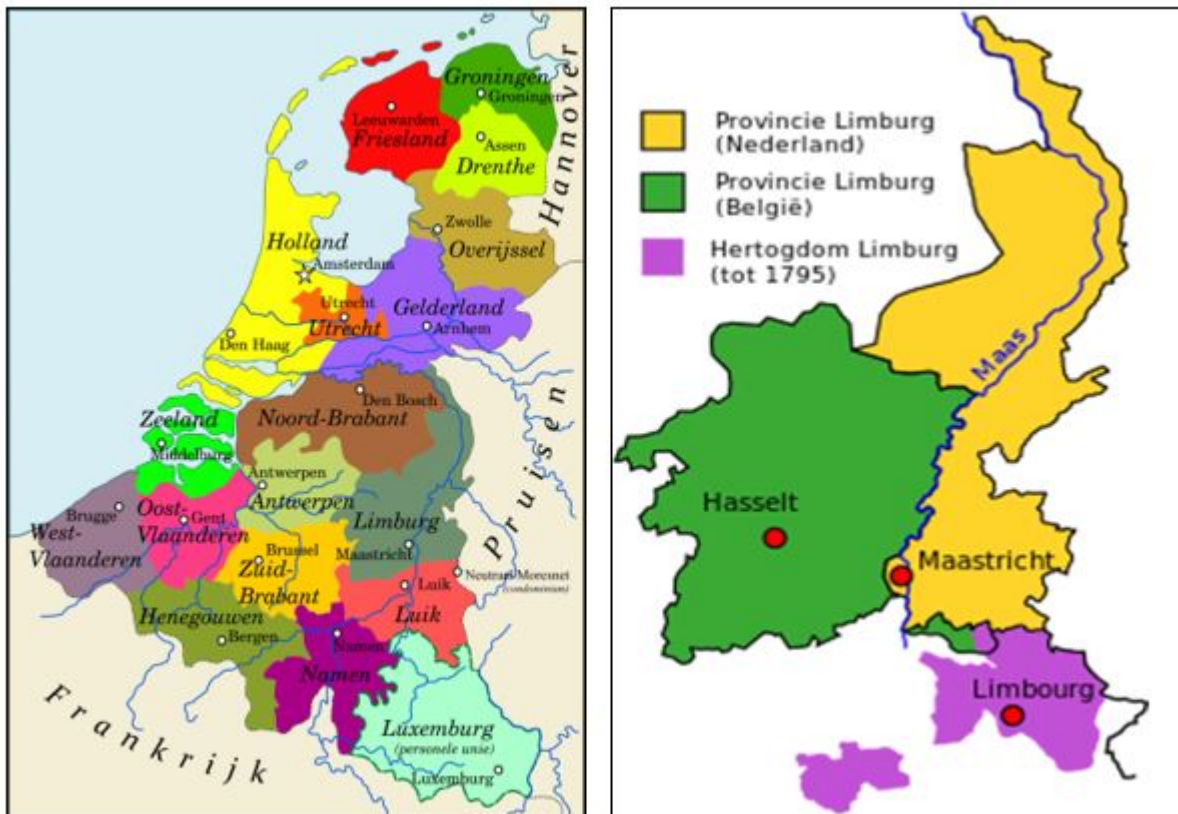 Groningen
Groningen
Leeuwarden
Friesland
Assen
Drenthe
Hannover
Zwolle
Overijssel
Holland
Amsterdam
Utrecht
Utrecht
Gelderland
Arnhem
Den Haag
Den Bosch
Noord-Brabant
Zeeland
Middelburg
Pruisen
Antwerpen
Antwerpen
Brugge
West-
Vlaanderen
Oost-
Gent
Vlaanderen
Limburg
Maastricht
Brussel
Zuid-
Brabant
Neutraal Moresnet
(condominium)
Luik
Luik
Henegouwen
Bergen
Namen
Namen
Frankrijk
Luxemburg
(personele unie)
Luxemburg
Provincie Limburg
(Nederland)
Provincie Limburg
(België)
Hertogdom Limburg
(tot 1795)
Maas
Hasselt
Maastricht
Limbourg